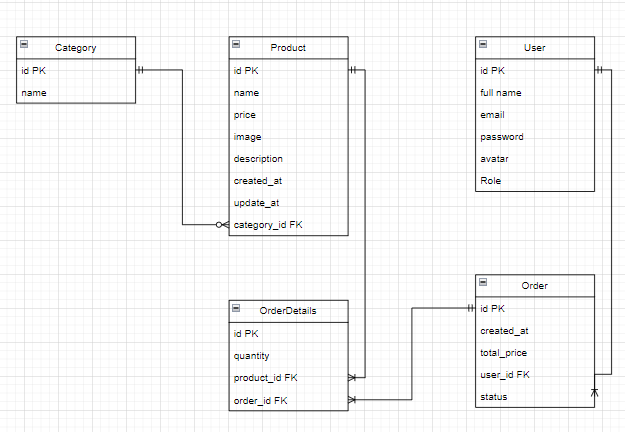 Category
id PK
name
Product
id PK
name
price
image
description
created_at
update_at
category_id FK
User
id PK
full name
email
password
avatar
Role
OrderDetails
id PK
quantity
product_id FK
order_id FK
Order
id PK
created_at
total_price
user_id FK
status